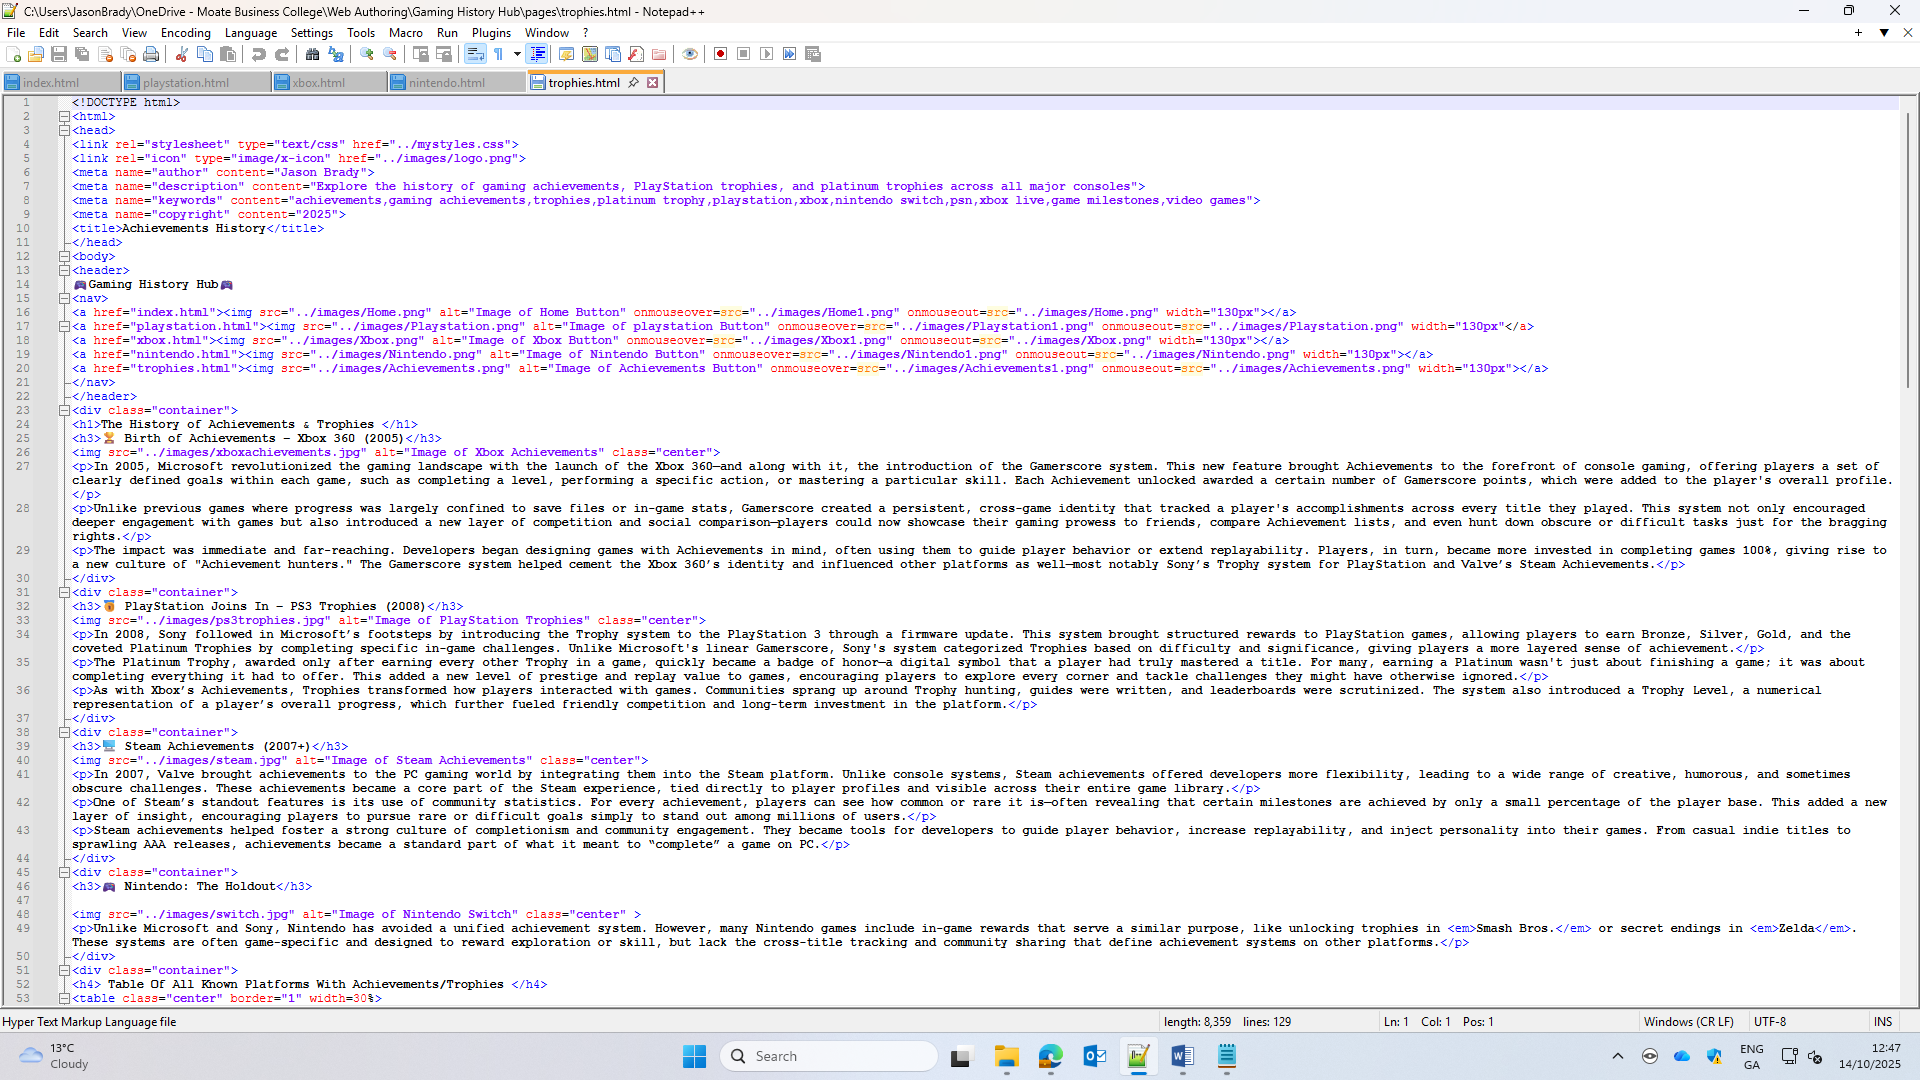 C:\Users\JasonBrady\OneDrive - Moate Business College\Web Authoring\Gaming History Hub\pages\trophies.html - Notepad++
File Edit Search View Encoding Language Settings Tools Macro Run Plugins Window ?
index.html playstation.html xbox.html nintendo.html trophies.html
1 <!DOCTYPE html>
2 <html>
3 <head>
4 <link rel="stylesheet" type="text/css" href="../mystyles.css">
5 <link rel="icon" type="image/x-icon" href="../images/logo.png">
6 <meta name="author" content="Jason Brady">
7 <meta name="description" content="Explore the history of gaming achievements, PlayStation trophies, and platinum trophies across all major consoles">
8 <meta name="keywords" content="achievements,gaming achievements,trophies,platinum trophy,playstation,xbox,nintendo switch,psn,xbox live,game milestones,video games">
9 <meta name="copyright" content="2025">
10 <title>Achievements History</title>
11 </head>
12 <body>
13 <header>
14 🎮Gaming History Hub🎮
15 <nav>
16 <a href="index.html"><img src="../images/Home.png" alt="Image of Home Button" onmouseover=src="../images/Home1.png" onmouseout=src="../images/Home.png" width="130px"></a>
17 <a href="playstation.html"><img src="../images/Playstation.png" alt="Image of playstation Button" onmouseover=src="../images/Playstation1.png" onmouseout=src="../images/Playstation.png" width="130px"</a>
18 <a href="xbox.html"><img src="../images/Xbox.png" alt="Image of Xbox Button" onmouseover=src="../images/Xbox1.png" onmouseout=src="../images/Xbox.png" width="130px"></a>
19 <a href="nintendo.html"><img src="../images/Nintendo.png" alt="Image of Nintendo Button" onmouseover=src="../images/Nintendo1.png" onmouseout=src="../images/Nintendo.png" width="130px"></a>
20 <a href="trophies.html"><img src="../images/Achievements.png" alt="Image of Achievements Button" onmouseover=src="../images/Achievements1.png" onmouseout=src="../images/Achievements.png" width="130px"></a>
21 </nav>
22 </header>
23 <div class="container">
24 <h1>The History of Achievements & Trophies </h1>
25 <h3>🏆 Birth of Achievements – Xbox 360 (2005)</h3>
26 <img src="../images/xboxachievements.jpg" alt="Image of Xbox Achievements" class="center">
27 <p>In 2005, Microsoft revolutionized the gaming landscape with the launch of the Xbox 360—and along with it, the introduction of the Gamerscore system. This new feature brought Achievements to the forefront of console gaming, offering players a set of
clearly defined goals within each game, such as completing a level, performing a specific action, or mastering a particular skill. Each Achievement unlocked awarded a certain number of Gamerscore points, which were added to the player's overall profile.
</p>
28 <p>Unlike previous games where progress was largely confined to save files or in-game stats, Gamerscore created a persistent, cross-game identity that tracked a player's accomplishments across every title they played. This system not only encouraged
deeper engagement with games but also introduced a new layer of competition and social comparison—players could now showcase their gaming prowess to friends, compare Achievement lists, and even hunt down obscure or difficult tasks just for the bragging
rights.</p>
29 <p>The impact was immediate and far-reaching. Developers began designing games with Achievements in mind, often using them to guide player behavior or extend replayability. Players, in turn, became more invested in completing games 100%, giving rise to
a new culture of "Achievement hunters." The Gamerscore system helped cement the Xbox 360’s identity and influenced other platforms as well—most notably Sony’s Trophy system for PlayStation and Valve’s Steam Achievements.</p>
30 </div>
31 <div class="container">
32 <h3>🏅 PlayStation Joins In – PS3 Trophies (2008)</h3>
33 <img src="../images/ps3trophies.jpg" alt="Image of PlayStation Trophies" class="center">
34 <p>In 2008, Sony followed in Microsoft’s footsteps by introducing the Trophy system to the PlayStation 3 through a firmware update. This system brought structured rewards to PlayStation games, allowing players to earn Bronze, Silver, Gold, and the
coveted Platinum Trophies by completing specific in-game challenges. Unlike Microsoft's linear Gamerscore, Sony's system categorized Trophies based on difficulty and significance, giving players a more layered sense of achievement.</p>
35 <p>The Platinum Trophy, awarded only after earning every other Trophy in a game, quickly became a badge of honor—a digital symbol that a player had truly mastered a title. For many, earning a Platinum wasn't just about finishing a game; it was about
completing everything it had to offer. This added a new level of prestige and replay value to games, encouraging players to explore every corner and tackle challenges they might have otherwise ignored.</p>
36 <p>As with Xbox’s Achievements, Trophies transformed how players interacted with games. Communities sprang up around Trophy hunting, guides were written, and leaderboards were scrutinized. The system also introduced a Trophy Level, a numerical
representation of a player’s overall progress, which further fueled friendly competition and long-term investment in the platform.</p>
37 </div>
38 <div class="container">
39 <h3>🖥️ Steam Achievements (2007+)</h3>
40 <img src="../images/steam.jpg" alt="Image of Steam Achievements" class="center">
41 <p>In 2007, Valve brought achievements to the PC gaming world by integrating them into the Steam platform. Unlike console systems, Steam achievements offered developers more flexibility, leading to a wide range of creative, humorous, and sometimes
obscure challenges. These achievements became a core part of the Steam experience, tied directly to player profiles and visible across their entire game library.</p>
42 <p>One of Steam’s standout features is its use of community statistics. For every achievement, players can see how common or rare it is—often revealing that certain milestones are achieved by only a small percentage of the player base. This added a new
layer of insight, encouraging players to pursue rare or difficult goals simply to stand out among millions of users.</p>
43 <p>Steam achievements helped foster a strong culture of completionism and community engagement. They became tools for developers to guide player behavior, increase replayability, and inject personality into their games. From casual indie titles to
sprawling AAA releases, achievements became a standard part of what it meant to “complete” a game on PC.</p>
44 </div>
45 <div class="container">
46 <h3>🎮 Nintendo: The Holdout</h3>
47
48 <img src="../images/switch.jpg" alt="Image of Nintendo Switch" class="center" >
49 <p>Unlike Microsoft and Sony, Nintendo has avoided a unified achievement system. However, many Nintendo games include in-game rewards that serve a similar purpose, like unlocking trophies in <em>Smash Bros.</em> or secret endings in <em>Zelda</em>.
These systems are often game-specific and designed to reward exploration or skill, but lack the cross-title tracking and community sharing that define achievement systems on other platforms.</p>
50 </div>
51 <div class="container">
52 <h4> Table Of All Known Platforms With Achievements/Trophies </h4>
53 <table class="center" border="1" width=30%>
Hyper Text Markup Language file length: 8,359 lines: 129 Ln: 1 Col: 1 Pos: 1 Windows (CR LF) UTF-8 INS
13°C
Cloudy
Search
ENG
GA
12:47
14/10/2025